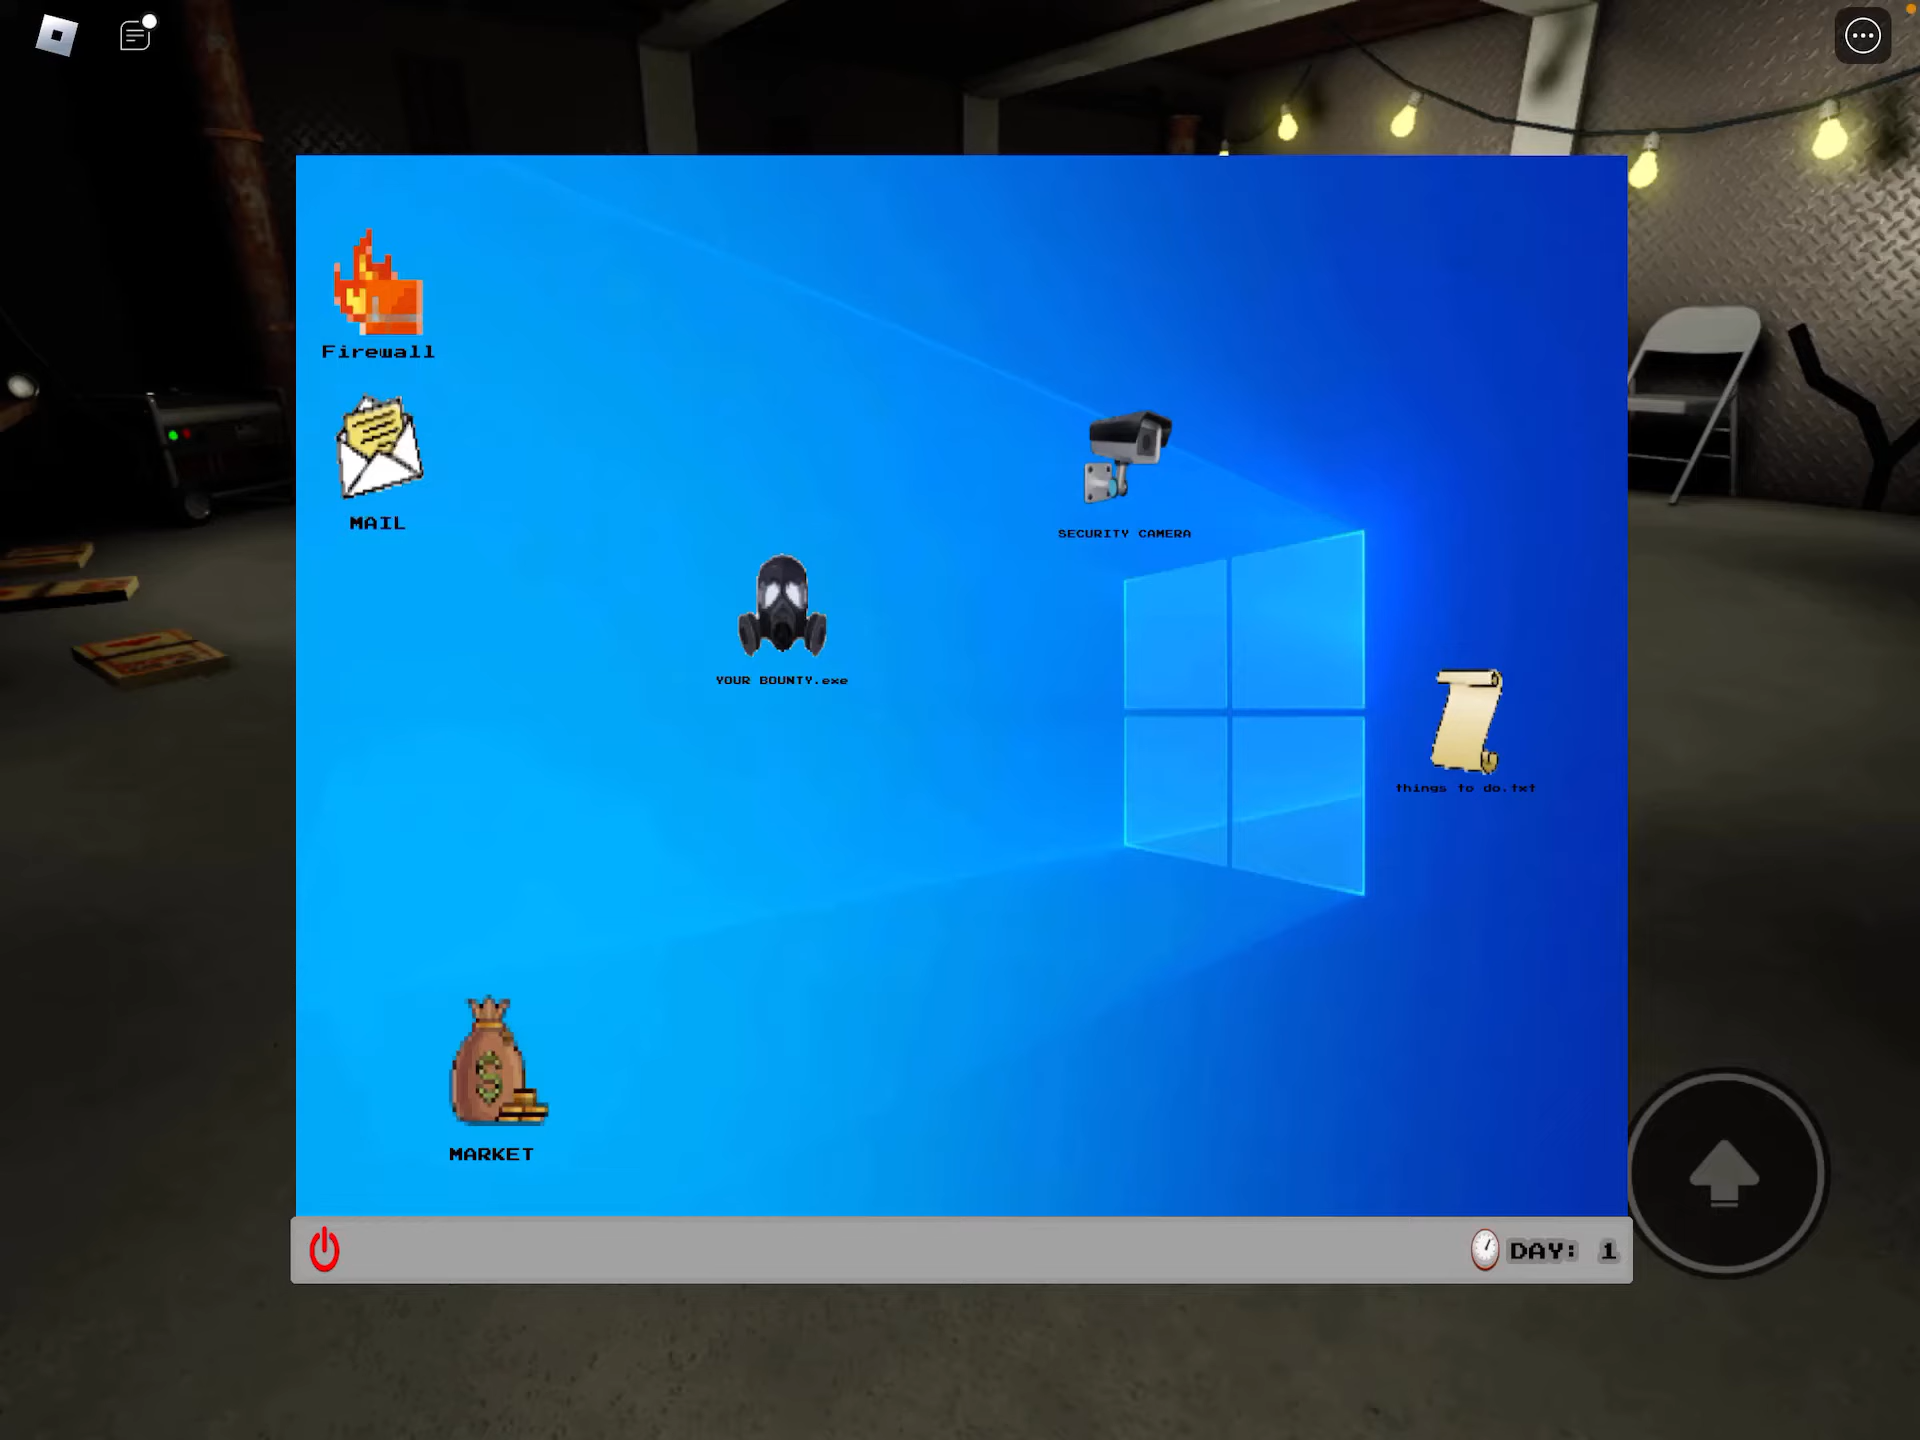 Firewall
MAIL
SECURITY CAMERA
YOUR BOUNTY.exe
things to do.txt
MARKET
DAY: 1